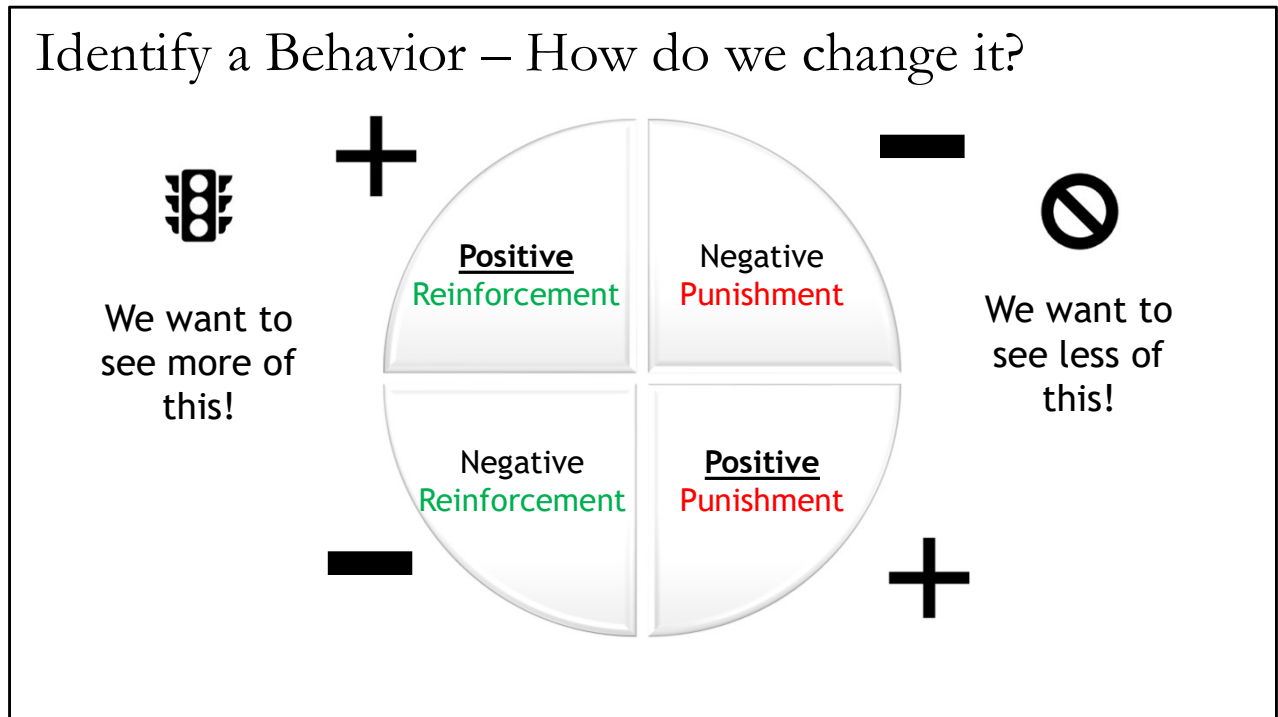 Identify a Behavior – How do we change it?
We want to
see more of
this!
Positive
Reinforcement
Negative
Punishment
We want to
see less of
this!
Negative
Reinforcement
Positive
Punishment